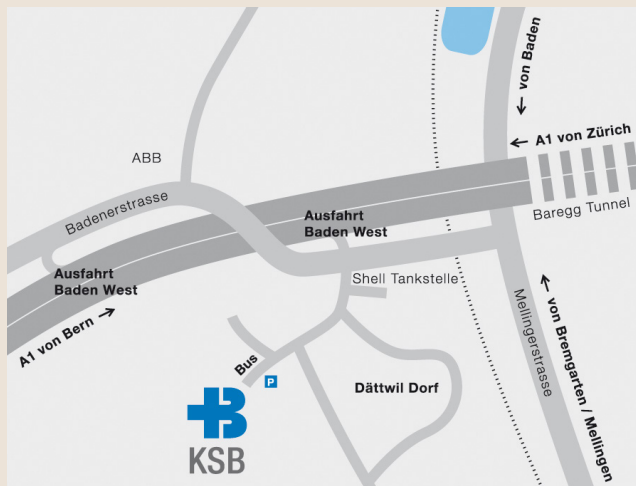 von Baden
A1 von Zürich
ABB
Badenerstrasse
Baregg Tunnel
Ausfahrt
Baden West
Ausfahrt
Baden West
Shell Tankstelle
A1 von Bern
Mellingerstrasse
von Bremgarten / Mellingen
Bus
P
Dättwil Dorf
KSB